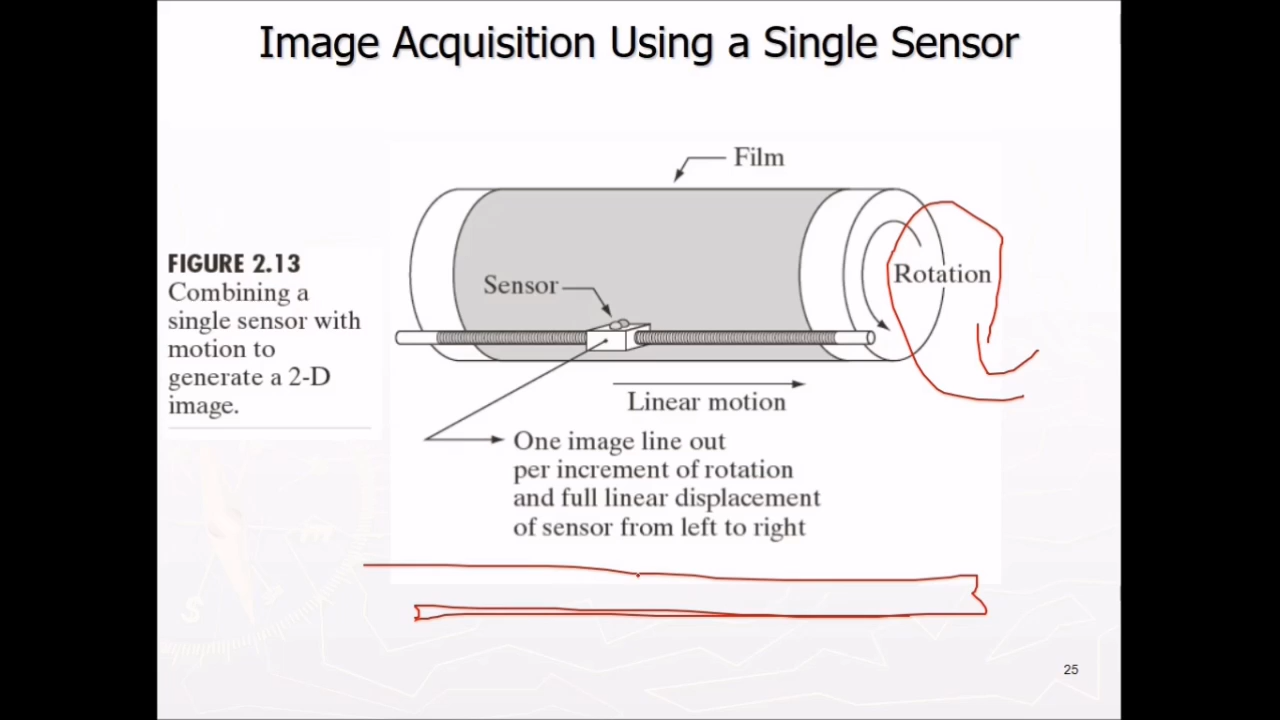 Image Acquisition Using a Single Sensor
Film
FIGURE 2.13
Combining a
single sensor with
motion to
generate a 2-D
image.
Sensor
Rotation
Linear motion
One image line out
per increment of rotation
and full linear displacement
of sensor from left to right
25